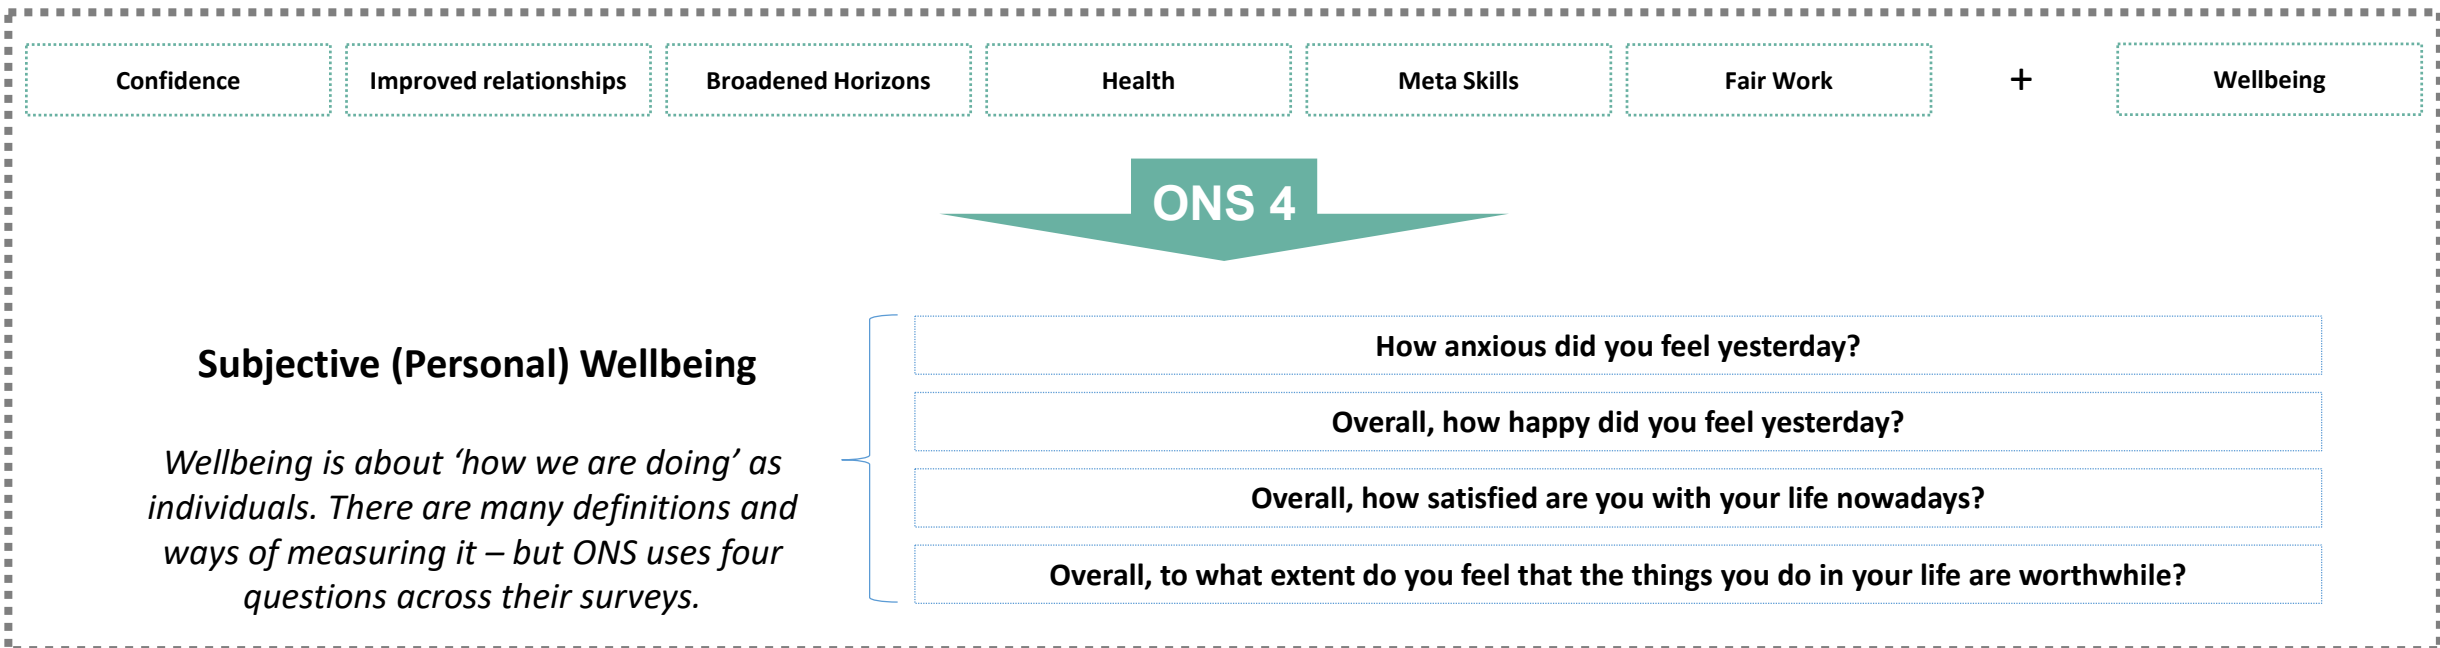 Confidence
Improved relationships
Broadened Horizons
Health
Meta Skills
Fair Work
+
Wellbeing
ONS 4
Subjective (Personal) Wellbeing
Wellbeing is about ‘how we are doing’ as
individuals. There are many definitions and
ways of measuring it – but ONS uses four
questions across their surveys.
How anxious did you feel yesterday?
Overall, how happy did you feel yesterday?
Overall, how satisfied are you with your life nowadays?
Overall, to what extent do you feel that the things you do in your life are worthwhile?